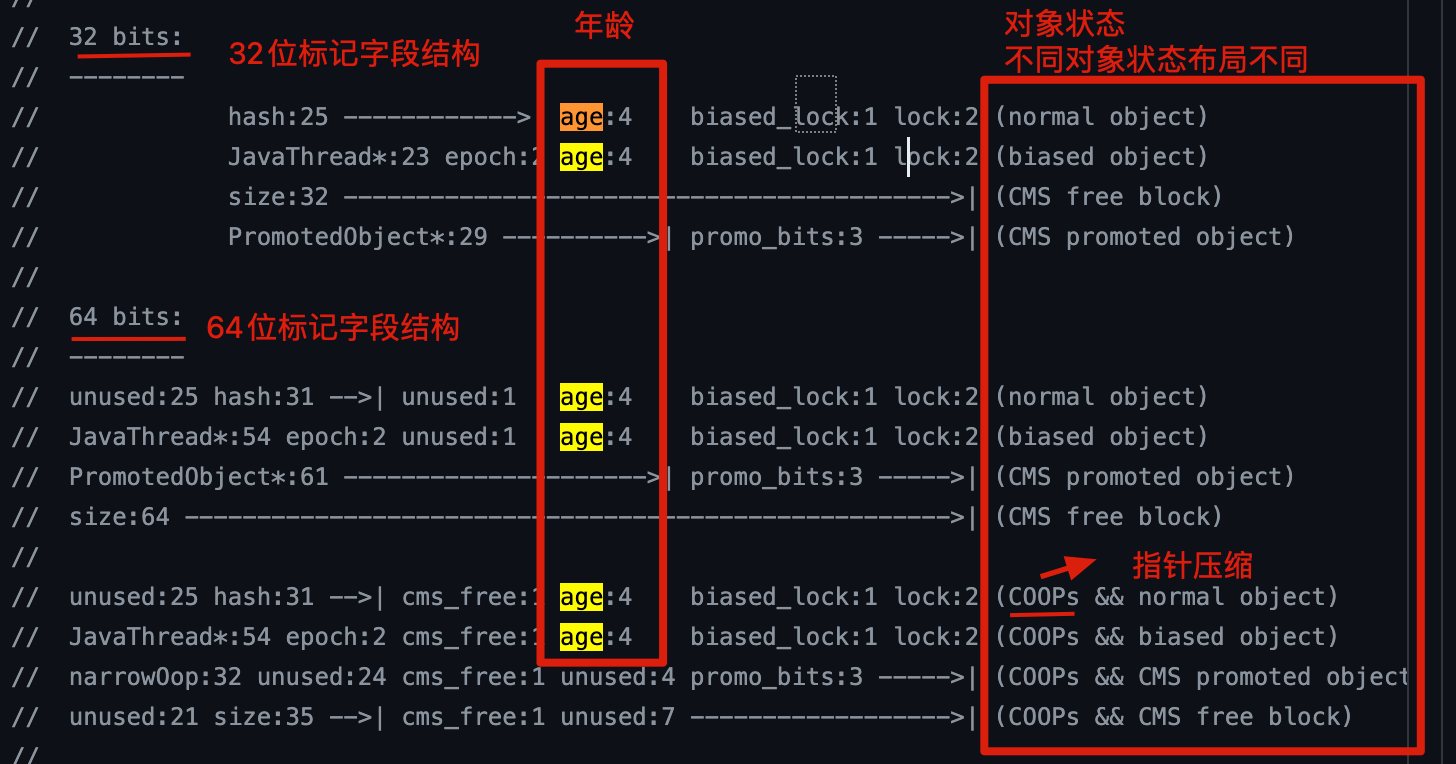 //
// 32 bits: 32位标记字段结构 年龄 对象状态
不同对象状态布局不同
// --------
// hash:25 ------------> age:4 biased_lock:1 lock:2 (normal object)
// JavaThread*:23 epoch:2 age:4 biased_lock:1 lock:2 (biased object)
// size:32 ------------------------------------------>| (CMS free block)
// PromotedObject*:29 ---------->| promo_bits:3 ----->| (CMS promoted object)
//
// 64 bits: 64位标记字段结构
// --------
// unused:25 hash:31 -->| unused:1 age:4 biased_lock:1 lock:2 (normal object)
// JavaThread*:54 epoch:2 unused:1 age:4 biased_lock:1 lock:2 (biased object)
// PromotedObject*:61 --------------------->| promo_bits:3 ----->| (CMS promoted object)
// size:64 ----------------------------------------------------->| (CMS free block)
//
指针压缩
// unused:25 hash:31 -->| cms_free:1 age:4 biased_lock:1 lock:2 (COOPs && normal object)
// JavaThread*:54 epoch:2 cms_free:1 age:4 biased_lock:1 lock:2 (COOPs && biased object)
// narrowOop:32 unused:24 cms_free:1 unused:4 promo_bits:3 ----->| (COOPs && CMS promoted object
// unused:21 size:35 -->| cms_free:1 unused:7 ------------------>| (COOPs && CMS free block)
//